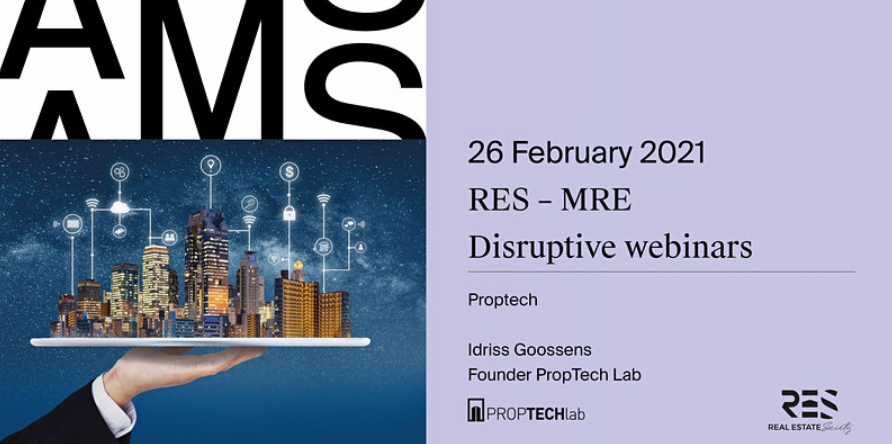 AMS
AMS
26 February 2021
RES – MRE
Disruptive webinars
Proptech
Idriss Goossens
Founder PropTech Lab
PROPTECHlab
RES
REAL ESTATE Society